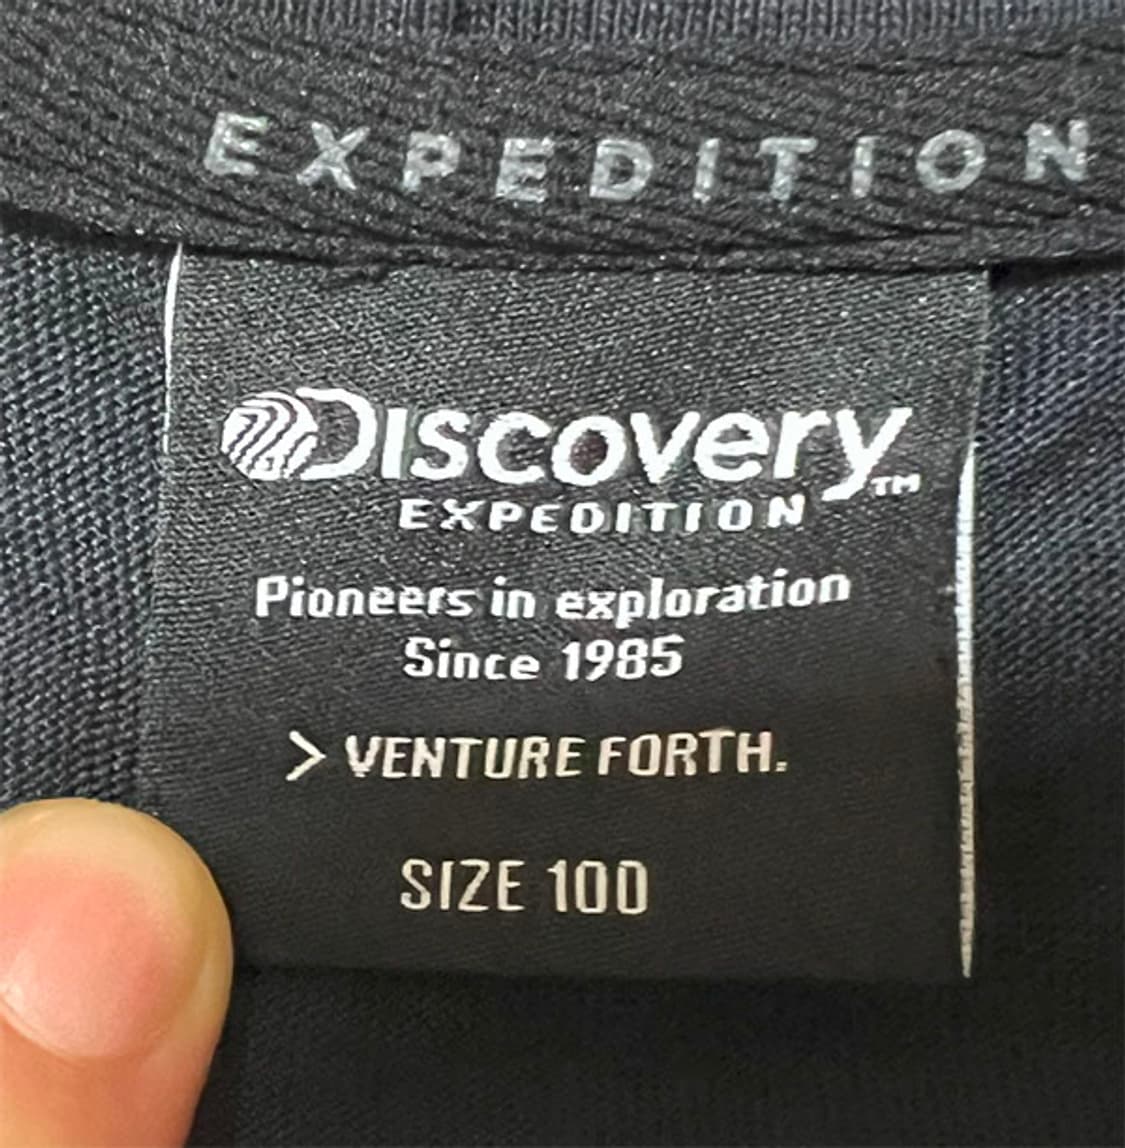 EXPEDITION
DISCOVERY™
EXPEDITION
Pioneers in exploration
Since 1985
> VENTURE FORTH.
SIZE 100